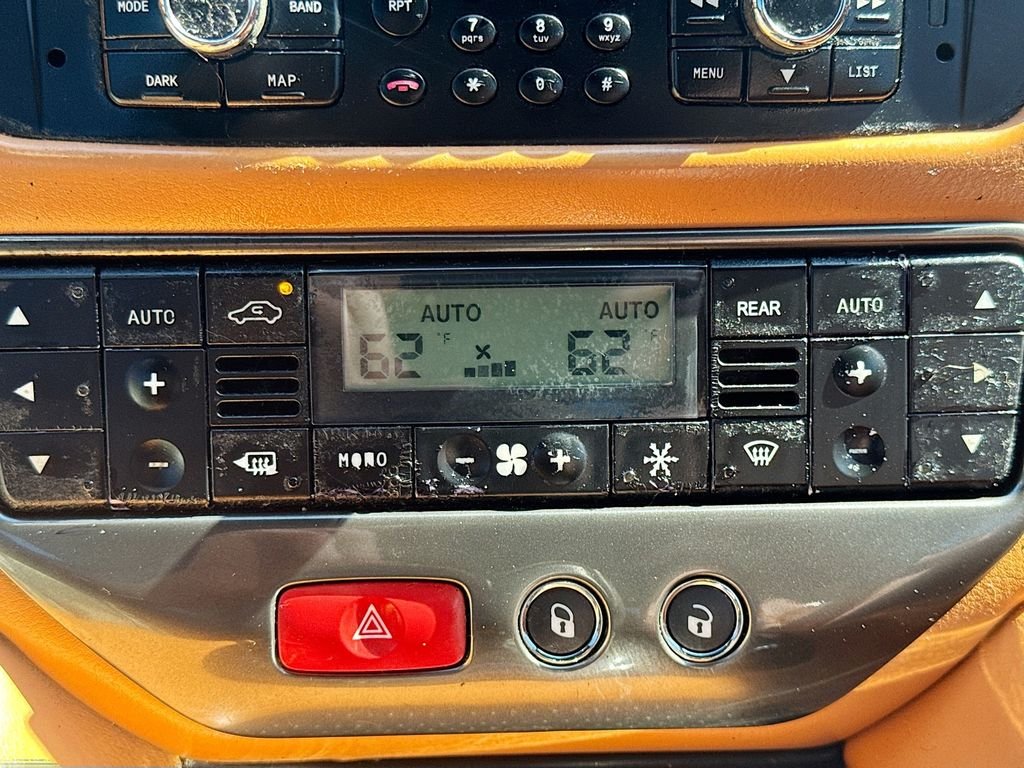 MODE BAND RPT 7 pqrs 8 tuv 9 wxyz
DARK MAP * 0 # MENU LIST
AUTO AUTO AUTO REAR AUTO
62 °F 62 °F
MONO